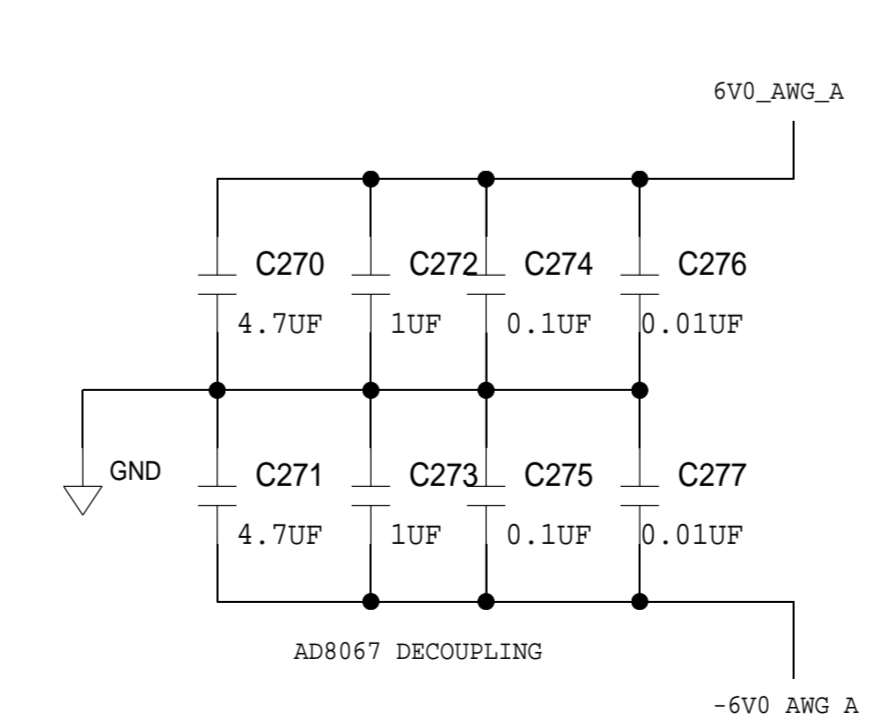 6V0_AWG_A
C270 C272 C274 C276
4.7UF 1UF 0.1UF 0.01UF
GND C271 C273 C275 C277
4.7UF 1UF 0.1UF 0.01UF
AD8067 DECOUPLING
-6V0 AWG A